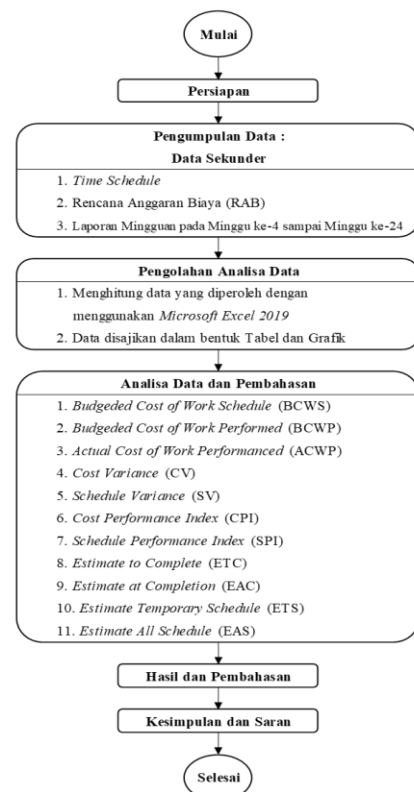 Mulai
Persiapan
Pengumpulan Data :
Data Sekunder
1. Time Schedule
2. Rencana Anggaran Biaya (RAB)
3. Laporan Mingguan pada Minggu ke-4 sampai Minggu ke-24
Pengolahan Analisa Data
1. Menghitung data yang diperoleh dengan
menggunakan Microsoft Excel 2019
2. Data disajikan dalam bentuk Tabel dan Grafik
Analisa Data dan Pembahasan
1. Budgeded Cost of Work Schedule (BCWS)
2. Budgeded Cost of Work Performed (BCWP)
3. Actual Cost of Work Performanced (ACWP)
4. Cost Variance (CV)
5. Schedule Variance (SV)
6. Cost Performance Index (CPI)
7. Schedule Performance Index (SPI)
8. Estimate to Complete (ETC)
9. Estimate at Completion (EAC)
10. Estimate Temporary Schedule (ETS)
11. Estimate All Schedule (EAS)
Hasil dan Pembahasan
Kesimpulan dan Saran
Selesai